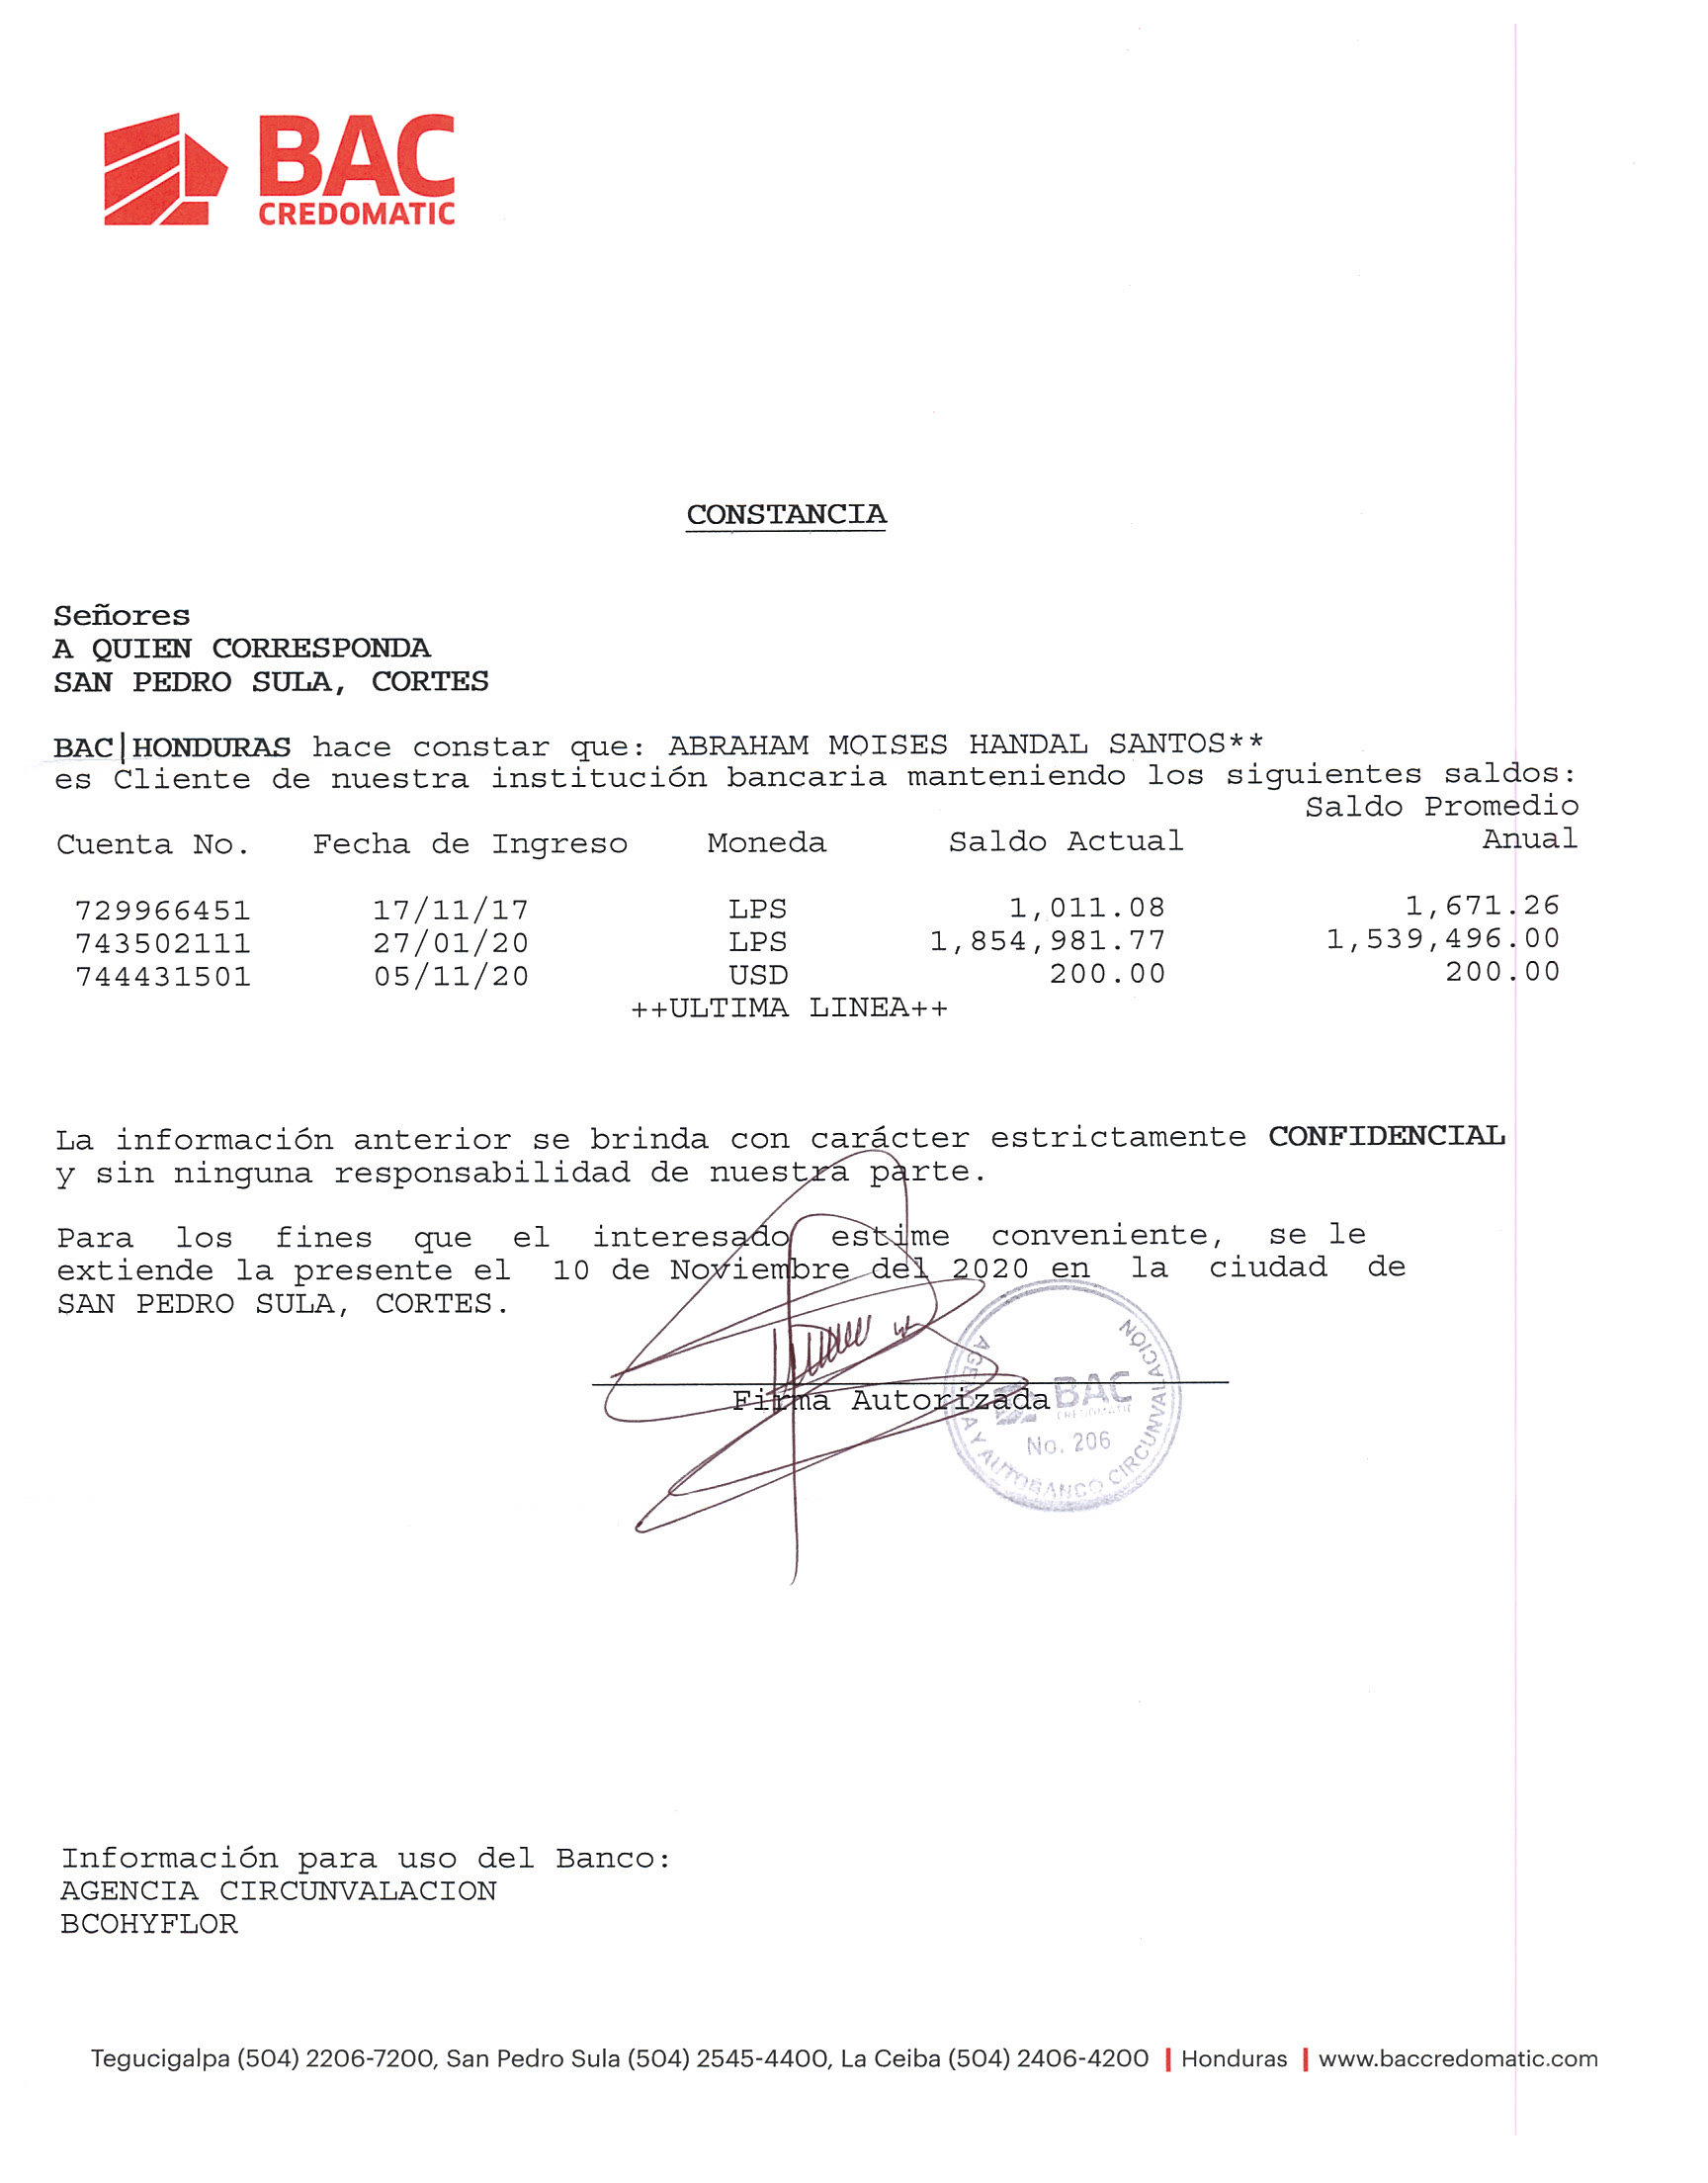 BAC
CREDOMATIC
CONSTANCIA
Señores
A QUIEN CORRESPONDA
SAN PEDRO SULA, CORTES
BAC|HONDURAS hace constar que: ABRAHAM MOISES HANDAL SANTOS**
es Cliente de nuestra institución bancaria manteniendo los siguientes saldos:
Saldo Promedio
Cuenta No. Fecha de Ingreso Moneda Saldo Actual Anual
729966451 17/11/17 LPS 1,011.08 1,671.26
743502111 27/01/20 LPS 1,854,981.77 1,539,496.00
744431501 05/11/20 USD 200.00 200.00
++ULTIMA LINEA++
La información anterior se brinda con carácter estrictamente CONFIDENCIAL
y sin ninguna responsabilidad de nuestra parte.
Para los fines que el interesado estime conveniente, se le
extiende la presente el 10 de Noviembre del 2020 en la ciudad de
SAN PEDRO SULA, CORTES.
Firma Autorizada
BAC
CREDOMATIC
No. 206
AGENCIA Y AUTOBANCO CIRCUNVALACIÓN
Información para uso del Banco:
AGENCIA CIRCUNVALACION
BCOHYFLOR
Tegucigalpa (504) 2206-7200, San Pedro Sula (504) 2545-4400, La Ceiba (504) 2406-4200 | Honduras | www.baccredomatic.com